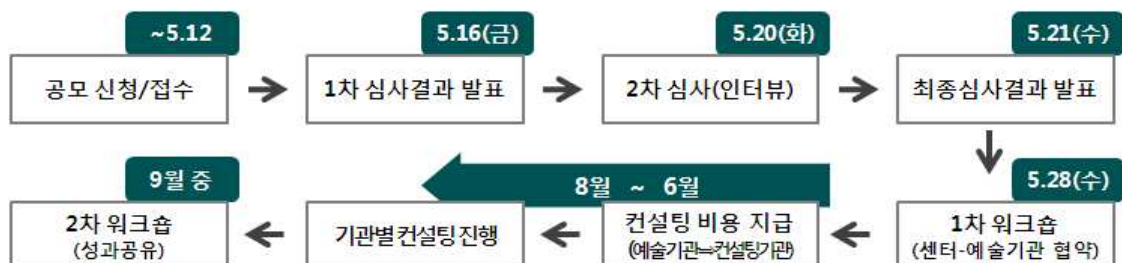 ~5.12
공모 신청/접수
5.16(금)
1차 심사결과 발표
5.20(화)
2차 심사(인터뷰)
5.21(수)
최종심사결과 발표
5.28(수)
1차 워크숍
(센터-예술기관 협약)
8월 ~ 6월
컨설팅 비용 지급
(예술기관⇒컨설팅기관)
기관별 컨설팅 진행
9월 중
2차 워크숍
(성과공유)